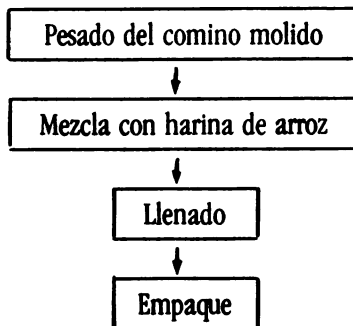 Pesado del comino molido
Mezcla con harina de arroz
Llenado
Empaque